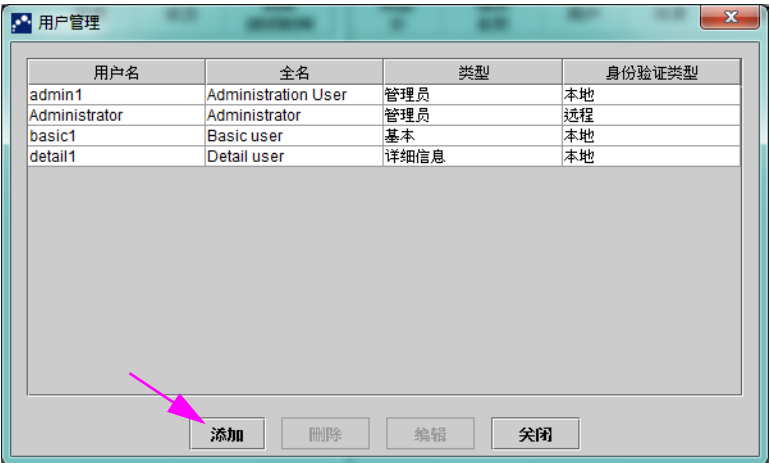 用户管理
用户名 全名 类型 身份验证类型
admin1 Administration User 管理员 本地
Administrator Administrator 管理员 远程
basic1 Basic user 基本 本地
detail1 Detail user 详细信息 本地
添加 删除 编辑 关闭